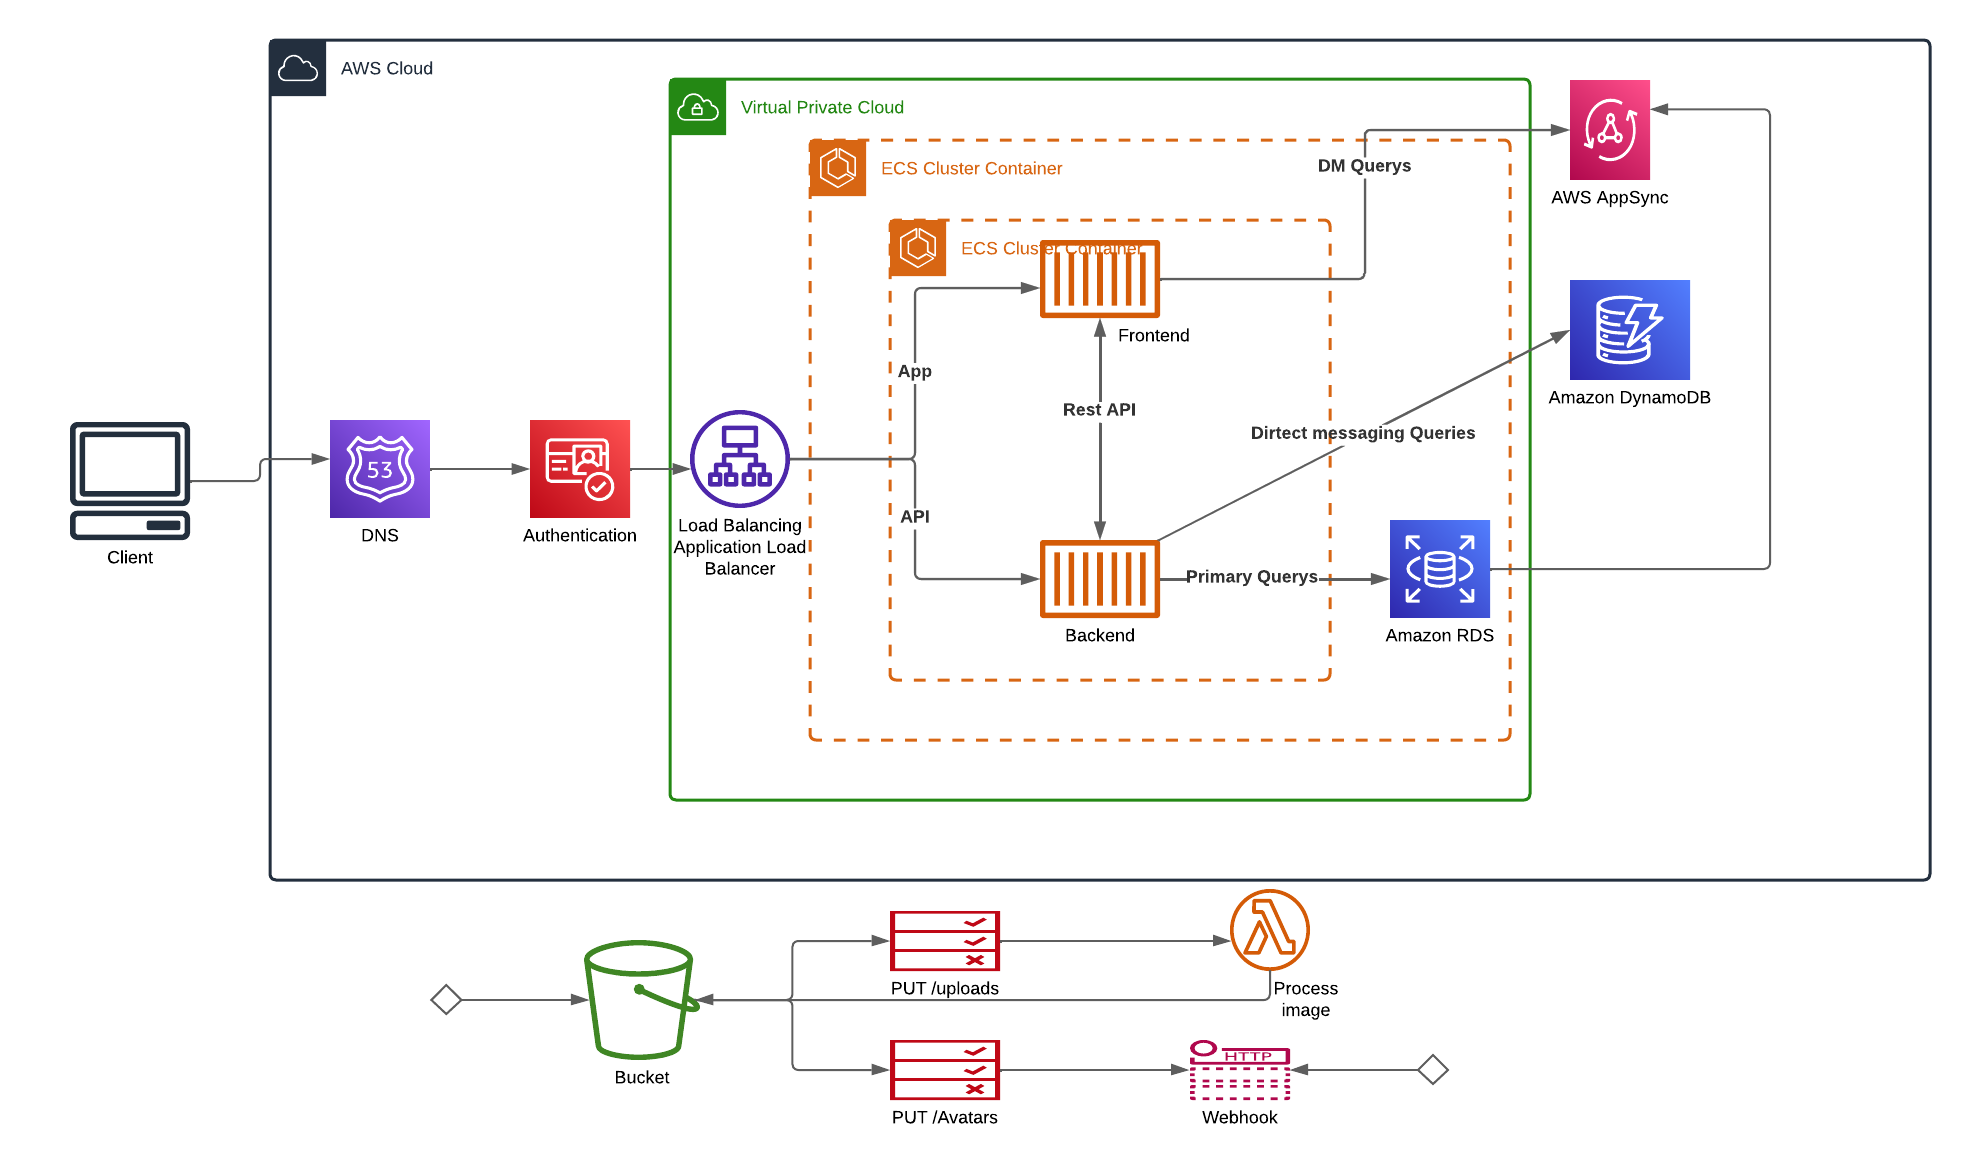 AWS Cloud
Virtual Private Cloud
ECS Cluster Container
DM Querys
AWS AppSync
ECS Cluster Container
Frontend
App
Amazon DynamoDB
Rest API
Dirtect messaging Queries
53
DNS
Authentication
Client
Load Balancing
Application Load
Balancer
API
Primary Querys
Backend
Amazon RDS
PUT /uploads
Process
image
Bucket
HTTP
PUT /Avatars
Webhook